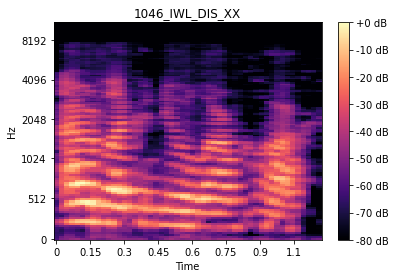 1046_IWL_DIS_XX
Hz
8192
4096
2048
1024
512
0
0 0.15 0.3 0.45 0.6 0.75 0.9 1.1
Time
+0 dB
-10 dB
-20 dB
-30 dB
-40 dB
-50 dB
-60 dB
-70 dB
-80 dB